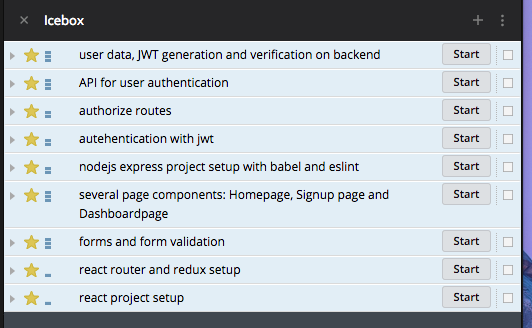 Icebox
user data, JWT generation and verification on backend Start
API for user authentication Start
authorize routes Start
autehentication with jwt Start
nodejs express project setup with babel and eslint Start
several page components: Homepage, Signup page and Start
Dashboardpage
forms and form validation Start
react router and redux setup Start
react project setup Start